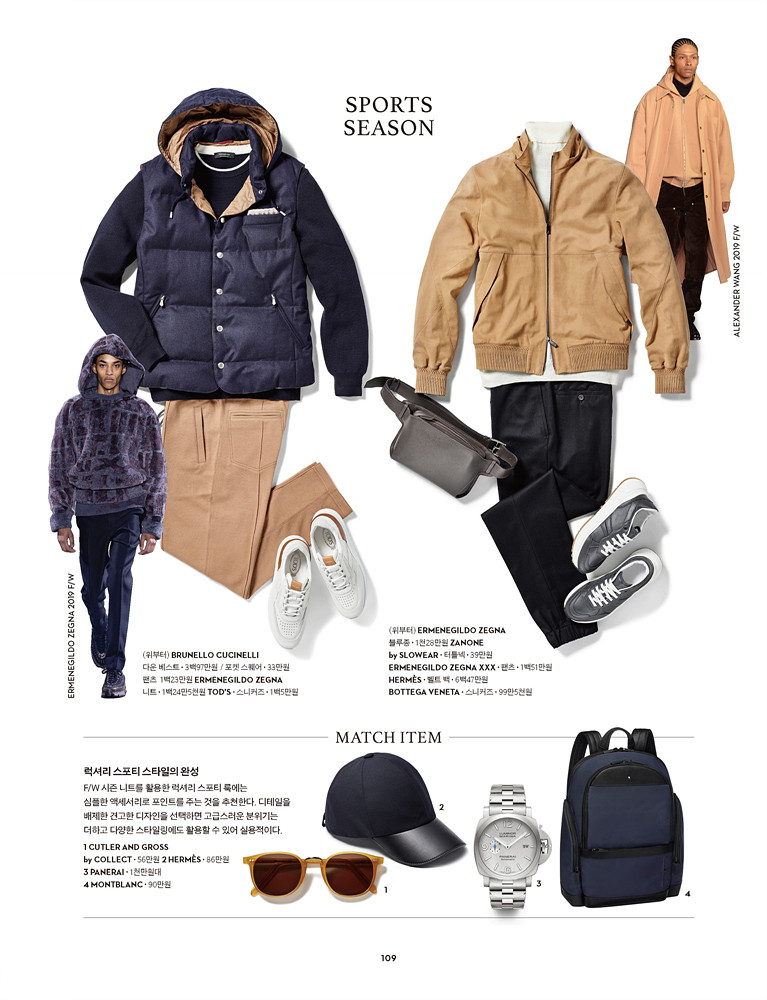 SPORTS
SEASON
ALEXANDER WANG 2019 F/W
ERMENEGILDO ZEGNA 2019 F/W
(위부터) BRUNELLO CUCINELLI
다운 베스트 • 3백97만원 / 포켓 스퀘어 • 33만원
팬츠 1백23만원 ERMENEGILDO ZEGNA
니트 • 1백24만5천원 TOD'S • 스니커즈 • 1백5만원
(위부터) ERMENEGILDO ZEGNA
블루종 • 1천28만원 ZANONE
by SLOWEAR • 터틀넥 • 39만원
ERMENEGILDO ZEGNA XXX • 팬츠 • 1백51만원
HERMÈS • 벨트 백 • 6백47만원
BOTTEGA VENETA • 스니커즈 • 99만5천원
MATCH ITEM
럭셔리 스포티 스타일의 완성
F/W 시즌 니트를 활용한 럭셔리 스포티 룩에는
심플한 액세서리로 포인트를 주는 것을 추천한다. 디테일을
배제한 견고한 디자인을 선택하면 고급스러운 분위기는
더하고 다양한 스타일링에도 활용할 수 있어 실용적이다.
1 CUTLER AND GROSS
by COLLECT • 56만원 2 HERMÈS • 86만원
3 PANERAI • 1천만원대
4 MONTBLANC • 90만원
2
1
3
4
109